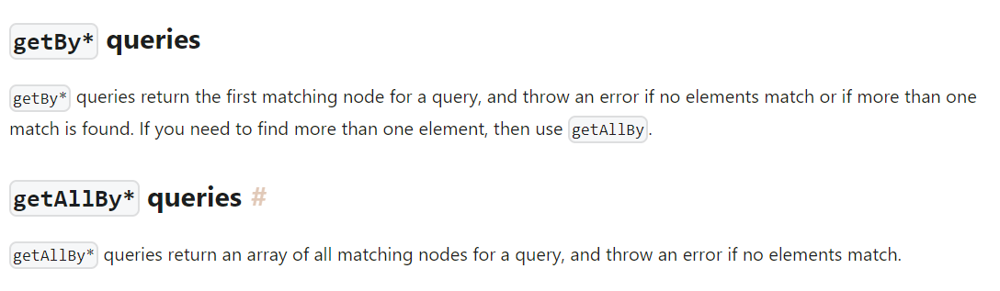 getBy* queries
getBy* queries return the first matching node for a query, and throw an error if no elements match or if more than one
match is found. If you need to find more than one element, then use getAllBy.
getAllBy* queries #
getAllBy* queries return an array of all matching nodes for a query, and throw an error if no elements match.